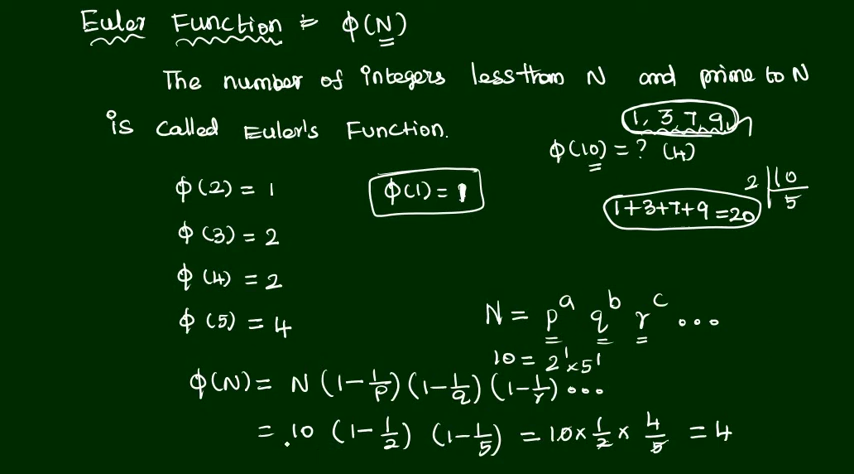 Euler Function :- φ(N)
The number of integers less than N and prime to N
is called Euler's Function.
1, 3, 7, 9,
φ(10) = ? (4)
φ(2) = 1
φ(1) = 1
2 | 10
5
1+3+7+9 = 20
φ(3) = 2
φ(4) = 2
φ(5) = 4
N = p^a q^b r^c ...
10 = 2^1 × 5^1
φ(N) = N (1 - 1/p) (1 - 1/q) (1 - 1/r) ...
= 10 (1 - 1/2) (1 - 1/5) = 10 × 1/2 × 4/5 = 4